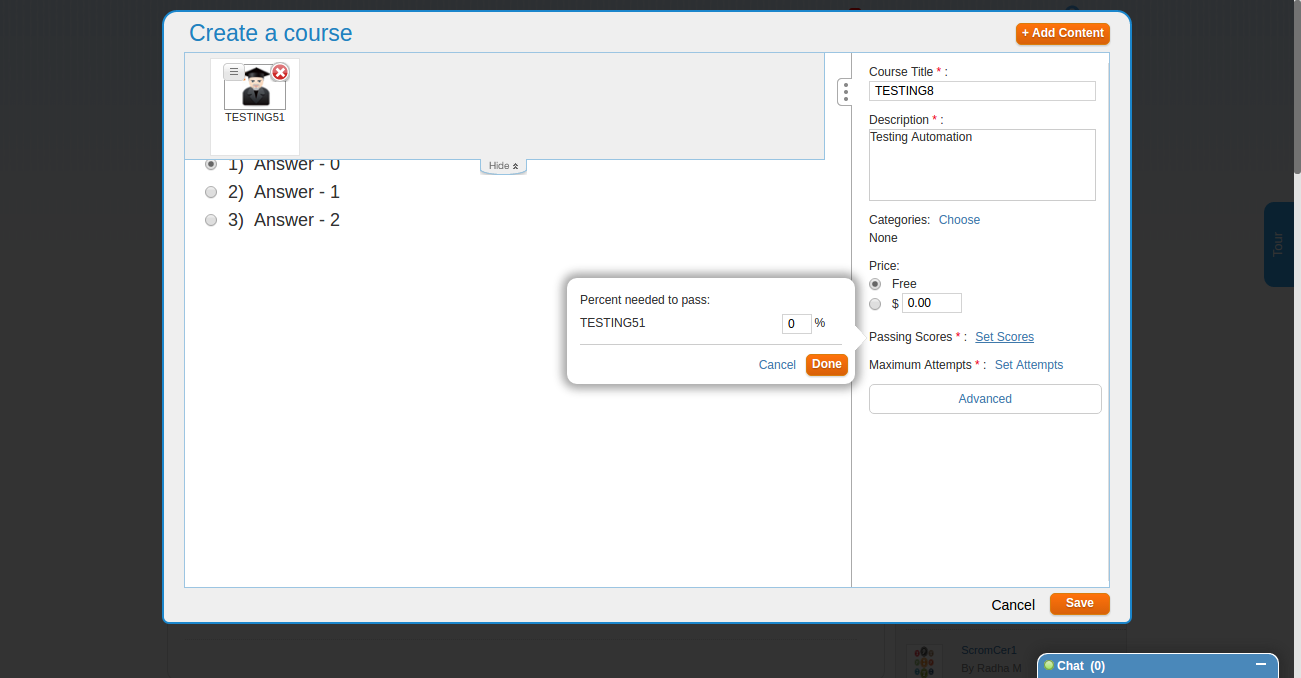 Create a course
+ Add Content
TESTING51
1) Answer - 0
2) Answer - 1
3) Answer - 2
Hide
Course Title * :
TESTING8
Description * :
Testing Automation
Categories: Choose
None
Price:
Free
$ 0.00
Passing Scores * : Set Scores
Maximum Attempts * : Set Attempts
Advanced
Percent needed to pass:
TESTING51 0 %
Cancel Done
Cancel Save
Tour
ScromCer1
By Radha M
Chat (0)